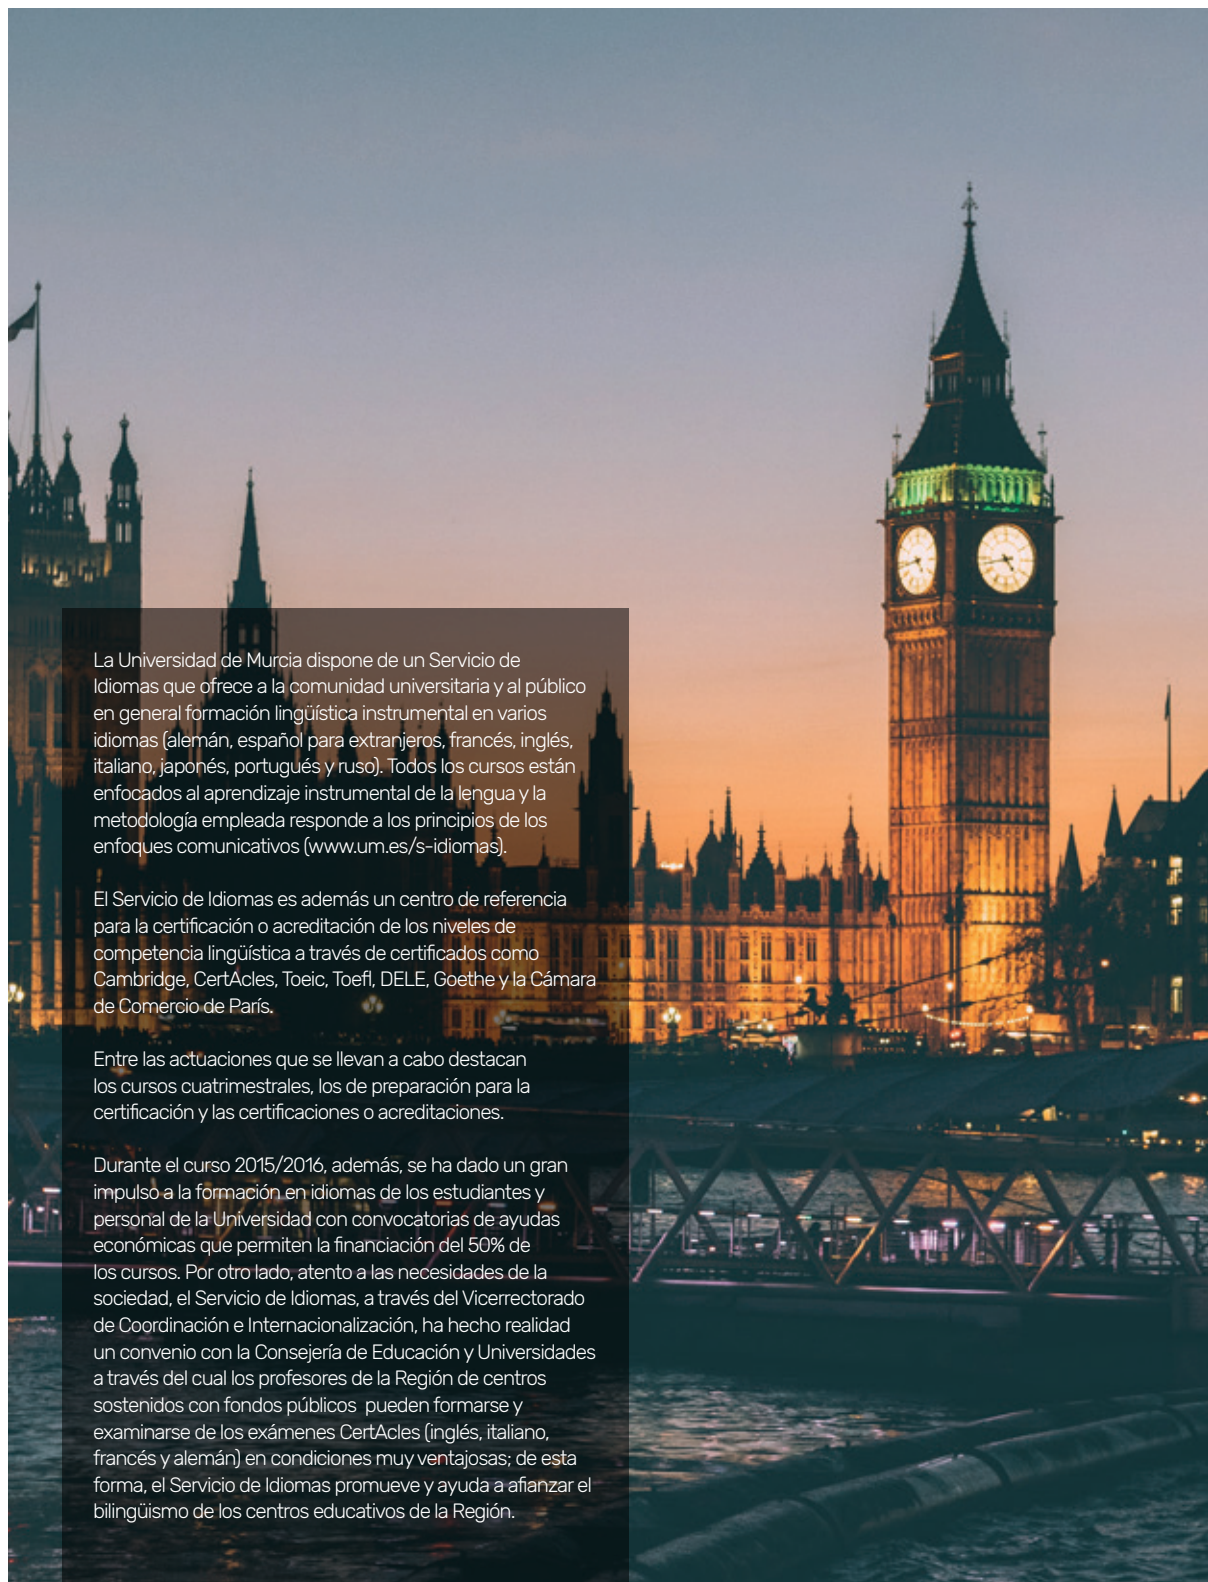 La Universidad de Murcia dispone de un Servicio de
Idiomas que ofrece a la comunidad universitaria y al público
en general formación lingüística instrumental en varios
idiomas (alemán, español para extranjeros, francés, inglés,
italiano, japonés, portugués y ruso). Todos los cursos están
enfocados al aprendizaje instrumental de la lengua y la
metodología empleada responde a los principios de los
enfoques comunicativos (www.um.es/s-idiomas).
El Servicio de Idiomas es además un centro de referencia
para la certificación o acreditación de los niveles de
competencia lingüística a través de certificados como
Cambridge, CertAcles, Toeic, Toefl, DELE, Goethe y la Cámara
de Comercio de París.
Entre las actuaciones que se llevan a cabo destacan
los cursos cuatrimestrales, los de preparación para la
certificación y las certificaciones o acreditaciones.
Durante el curso 2015/2016, además, se ha dado un gran
impulso a la formación en idiomas de los estudiantes y
personal de la Universidad con convocatorias de ayudas
económicas que permiten la financiación del 50% de
los cursos. Por otro lado, atento a las necesidades de la
sociedad, el Servicio de Idiomas, a través del Vicerrectorado
de Coordinación e Internacionalización, ha hecho realidad
un convenio con la Consejería de Educación y Universidades
a través del cual los profesores de la Región de centros
sostenidos con fondos públicos  pueden formarse y
examinarse de los exámenes CertAcles (inglés, italiano,
francés y alemán) en condiciones muy ventajosas; de esta
forma, el Servicio de Idiomas promueve y ayuda a afianzar el
bilingüismo de los centros educativos de la Región.